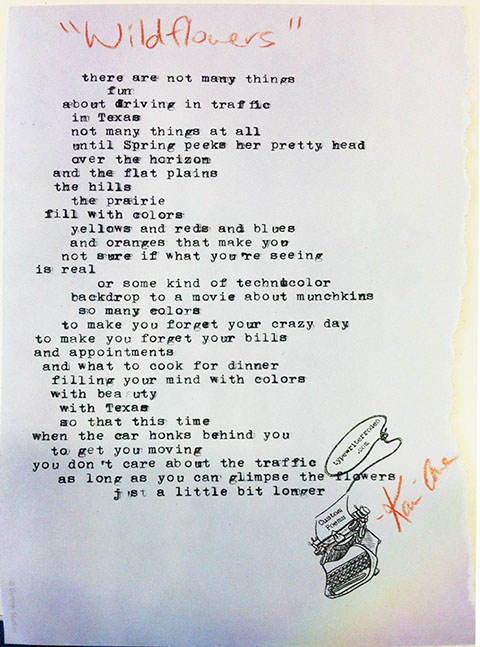 "Wildflowers"
there are not many things
fun
about driving in traffic
in Texas
not many things at all
until Spring peeks her pretty head
over the horizon
and the flat plains
the hills
the prairie
fill with colors
yellows and reds and blues
and oranges that make you
not sure if what you're seeing
is real
or some kind of technicolor
backdrop to a movie about munchkins
so many colors
to make you forget your crazy day
to make you forget your bills
and appointments
and what to cook for dinner
filling your mind with colors
with beauty
with Texas
so that this time
when the car honks behind you
to get you moving
you don't care about the traffic
as long as you can glimpse the flowers
just a little bit longer
typewriterrodeo
.com
Custom
Poems